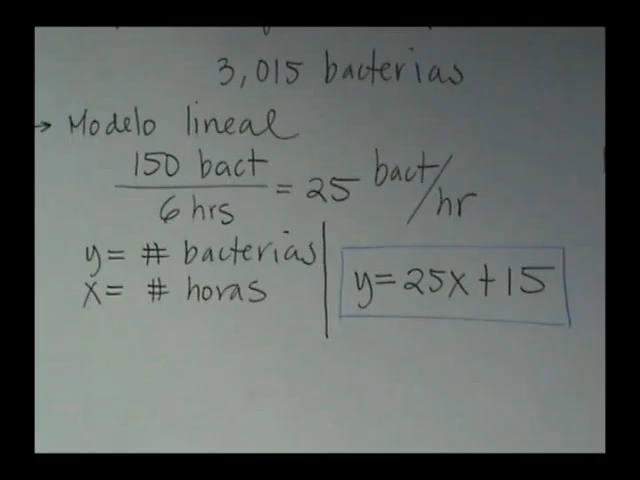 3,015 bacterias
→ Modelo lineal
150 bact
6 hrs
= 25 bact/hr
y= # bacterias
x= # horas
y=25x+15